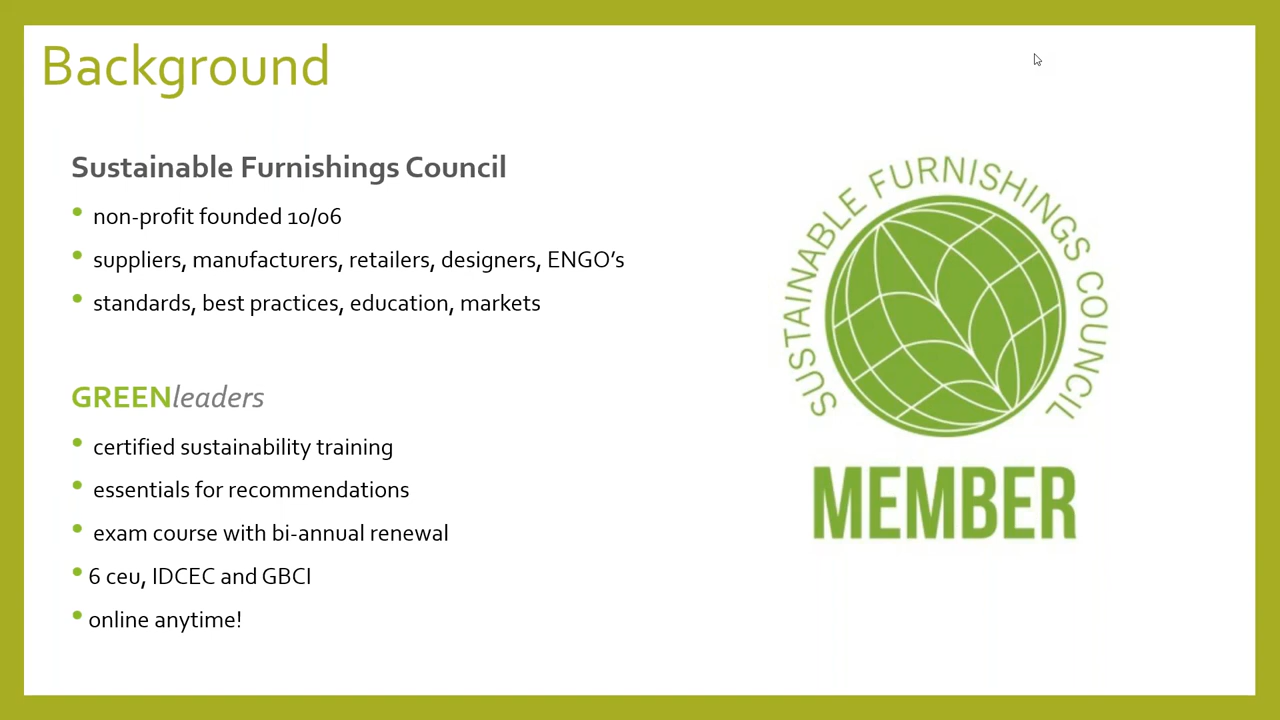 Background
Sustainable Furnishings Council
• non-profit founded 10/06
• suppliers, manufacturers, retailers, designers, ENGO’s
• standards, best practices, education, markets
GREENleaders
• certified sustainability training
• essentials for recommendations
• exam course with bi-annual renewal
• 6 ceu, IDCEC and GBCI
• online anytime!
SUSTAINABLE FURNISHINGS COUNCIL
MEMBER